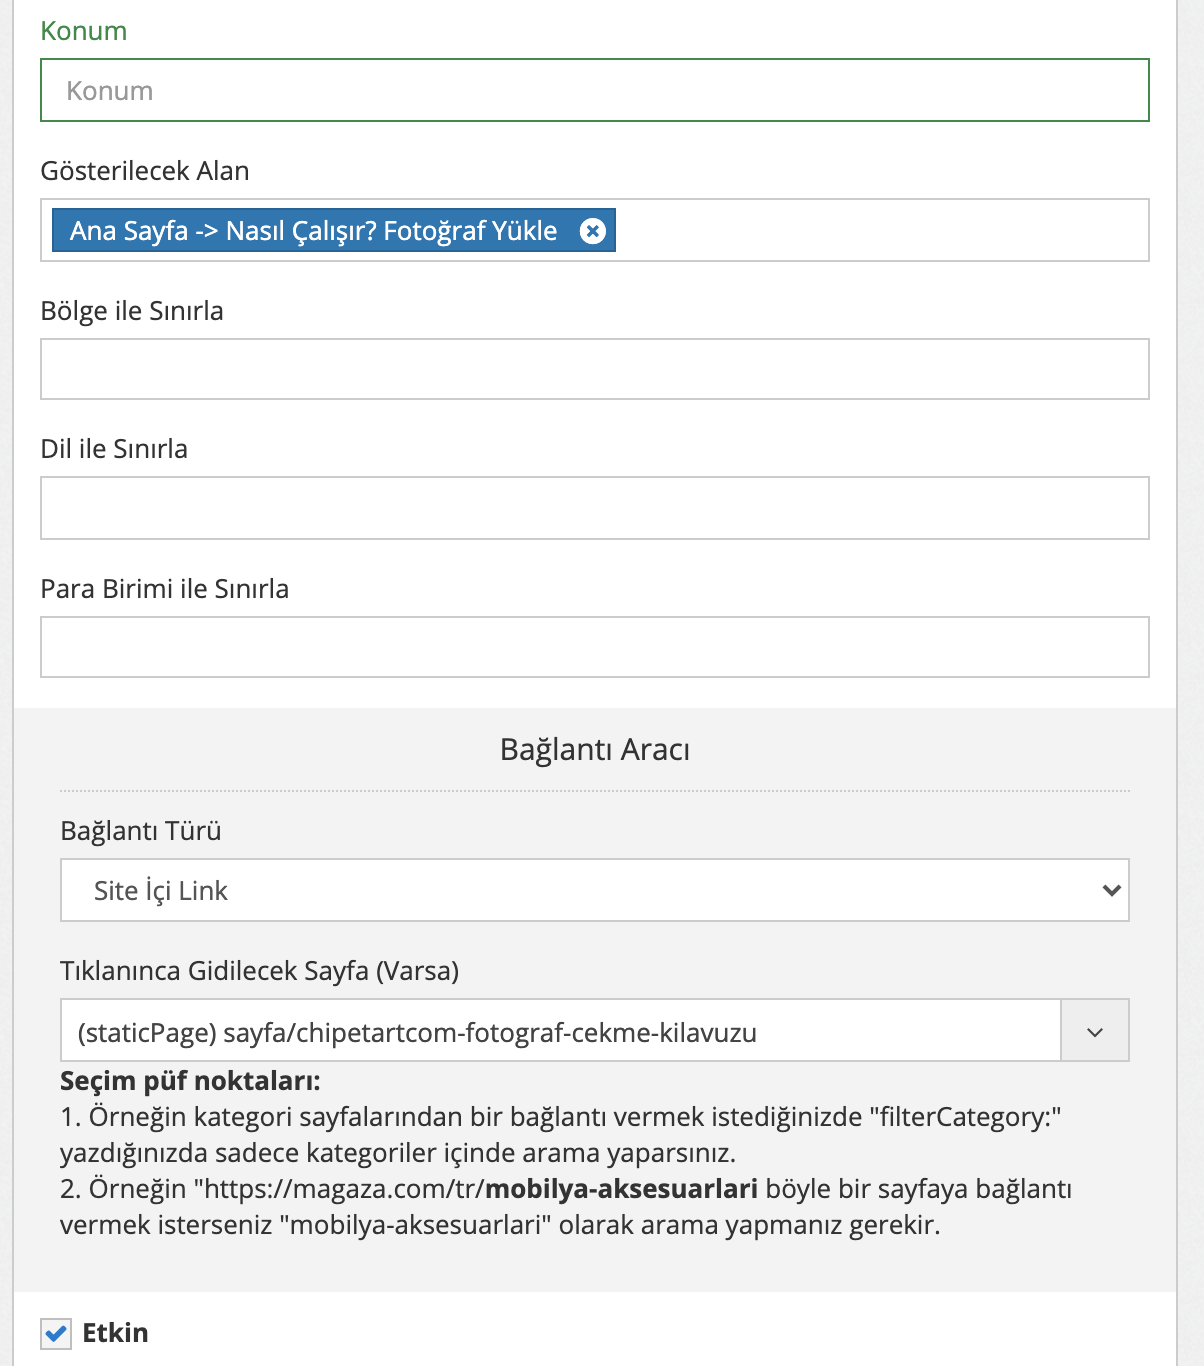 Konum
Konum
Gösterilecek Alan
Ana Sayfa -> Nasıl Çalışır? Fotoğraf Yükle
Bölge ile Sınırla
Dil ile Sınırla
Para Birimi ile Sınırla
Bağlantı Aracı
Bağlantı Türü
Site İçi Link
Tıklanınca Gidilecek Sayfa (Varsa)
(staticPage) sayfa/chipetartcom-fotograf-cekme-kilavuzu
Seçim püf noktaları:
1. Örneğin kategori sayfalarından bir bağlantı vermek istediğinizde "filterCategory:"
yazdığınızda sadece kategoriler içinde arama yaparsınız.
2. Örneğin "https://magaza.com/tr/mobilya-aksesuarlari böyle bir sayfaya bağlantı
vermek isterseniz "mobilya-aksesuarlari" olarak arama yapmanız gerekir.
Etkin